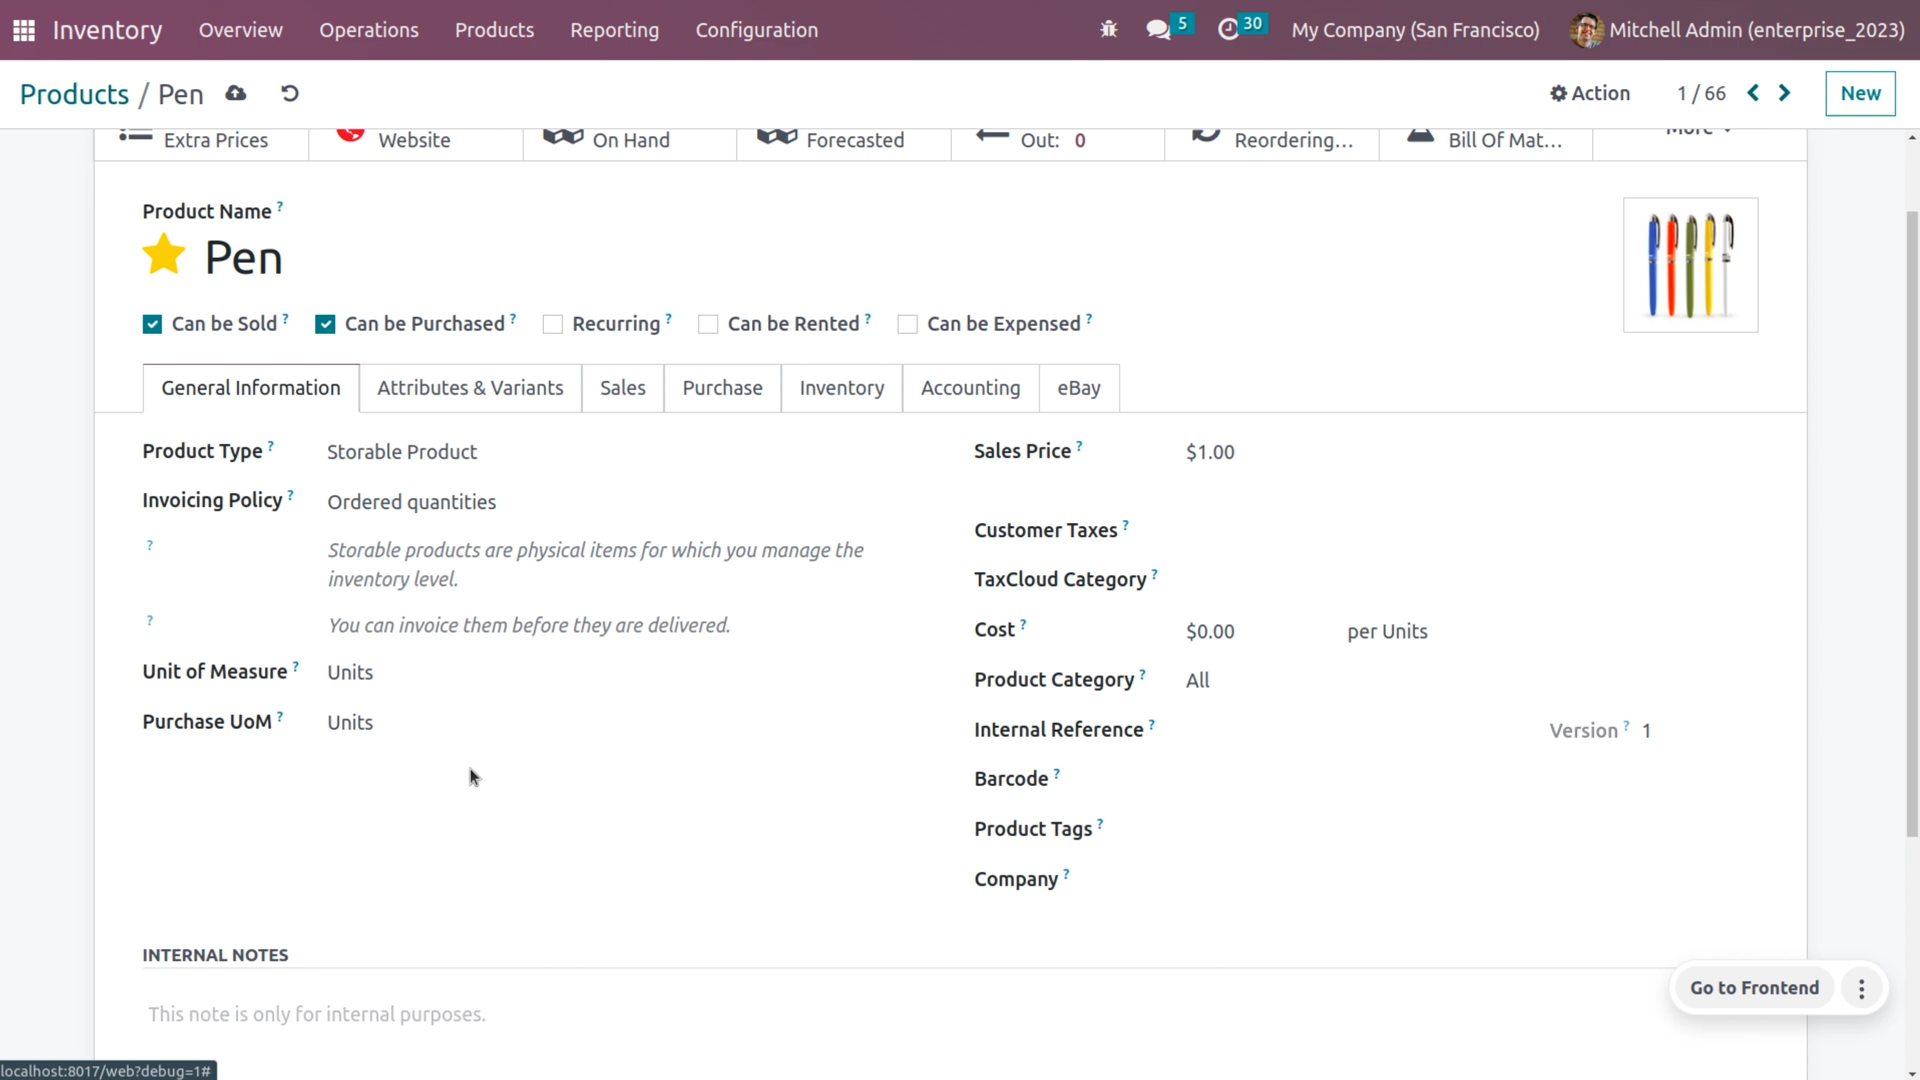 Inventory Overview Operations Products Reporting Configuration 5 30 My Company (San Francisco) Mitchell Admin (enterprise_2023)
Products / Pen Action 1 / 66 New
Extra Prices Website On Hand Forecasted Out: 0 Reordering... Bill Of Mat... More
Product Name ?
Pen
Can be Sold ? Can be Purchased ? Recurring ? Can be Rented ? Can be Expensed ?
General Information Attributes & Variants Sales Purchase Inventory Accounting eBay
Product Type ? Storable Product Sales Price ? $1.00
Invoicing Policy ? Ordered quantities
Customer Taxes ?
? Storable products are physical items for which you manage the
inventory level.
TaxCloud Category ?
? You can invoice them before they are delivered.
Cost ? $0.00 per Units
Unit of Measure ? Units Product Category ? All
Purchase UoM ? Units Internal Reference ? Version ? 1
Barcode ?
Product Tags ?
Company ?
INTERNAL NOTES
Go to Frontend
This note is only for internal purposes.
localhost:8017/web?debug=1#